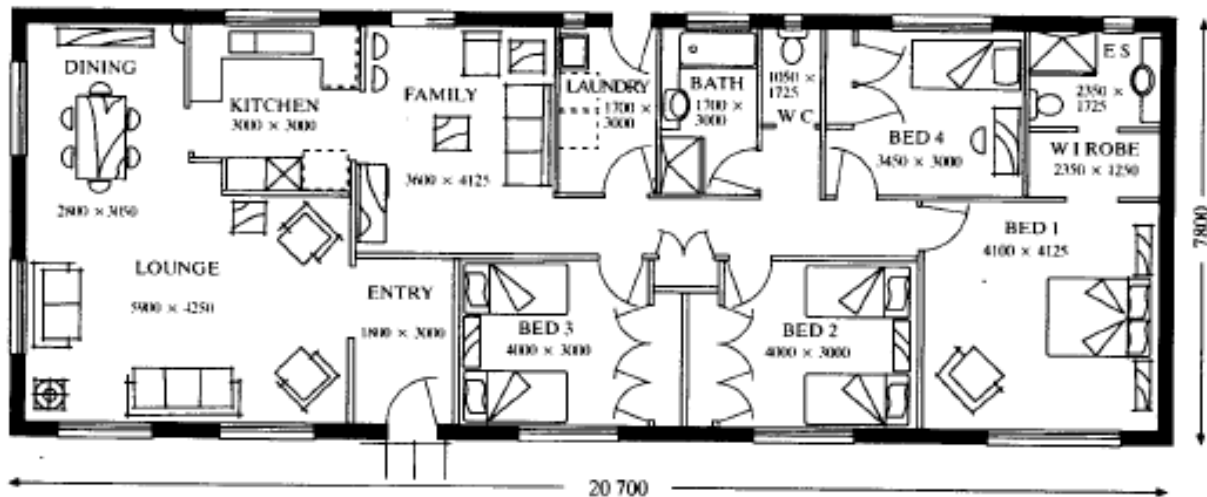 DINING
2800 × 3050
KITCHEN
3000 × 3000
FAMILY
3600 × 4125
LAUNDRY
1700 ×
3000
BATH
1700 ×
3000
1050 ×
1725
WC
BED 4
3450 × 3000
ES
2350 ×
1725
W I ROBE
2350 × 1250
LOUNGE
5900 × 4250
ENTRY
1800 × 3000
BED 3
4000 × 3000
BED 2
4000 × 3000
BED 1
4100 × 4125
7800
20 700